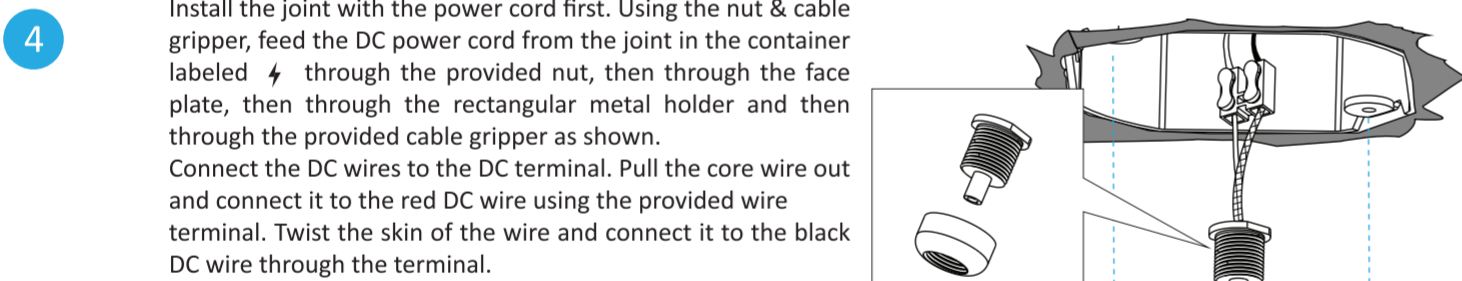 4
Install the joint with the power cord first. Using the nut & cable
gripper, feed the DC power cord from the joint in the container
labeled through the provided nut, then through the face
plate, then through the rectangular metal holder and then
through the provided cable gripper as shown.
Connect the DC wires to the DC terminal. Pull the core wire out
and connect it to the red DC wire using the provided wire
terminal. Twist the skin of the wire and connect it to the black
DC wire through the terminal.